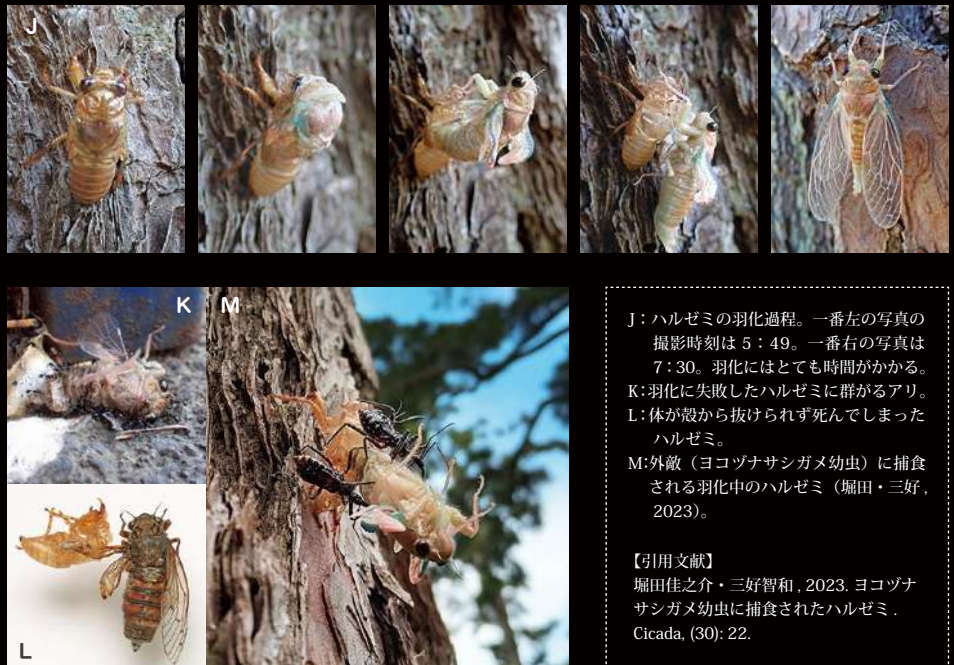 J
K
M
L
J：ハルゼミの羽化過程。一番左の写真の
撮影時刻は 5：49。一番右の写真は
7：30。羽化にはとても時間がかかる。
K：羽化に失敗したハルゼミに群がるアリ。
L：体が殻から抜けられず死んでしまった
ハルゼミ。
M：外敵（ヨコヅナサシガメ幼虫）に捕食
される羽化中のハルゼミ（堀田・三好 ,
2023）。
【引用文献】
堀田佳之介・三好智和 , 2023. ヨコヅナ
サシガメ幼虫に捕食されたハルゼミ .
Cicada, (30): 22.